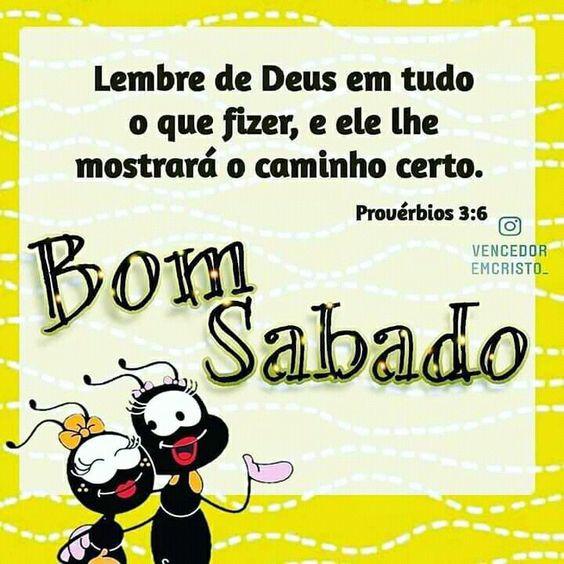 Lembre de Deus em tudo
o que fizer, e ele lhe
mostrará o caminho certo.
Provérbios 3:6
VENCEDOR
EMCRISTO_
Bom
Sabado